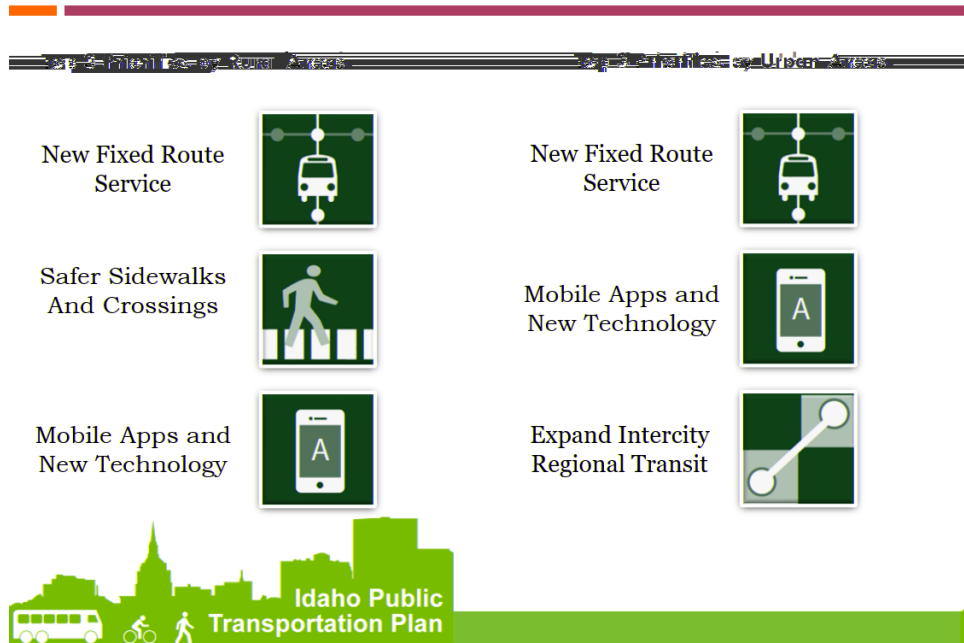 New Fixed Route
Service
Safer Sidewalks
And Crossings
A
Mobile Apps and
New Technology
Urban
New Fixed Route
Service
Mobile Apps and
New Technology
A
Expand Intercity
Regional Transit
Idaho Public
Transportation Plan